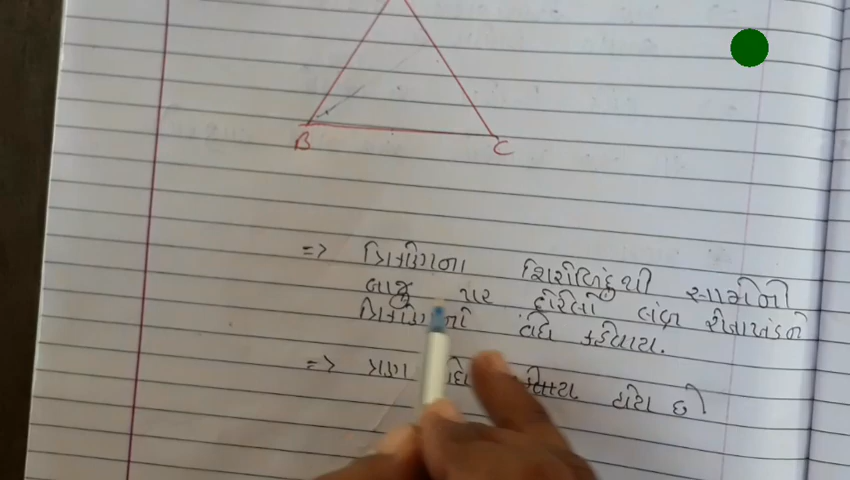 B
C
=> ત્રિકોણના શિરોબિંદુથી સામેની
બાજુ પર દોરેલો લંબ રેખાખંડને
ત્રિકોણનો વેધ કહેવાય.
=> ત્રણ હોય છે